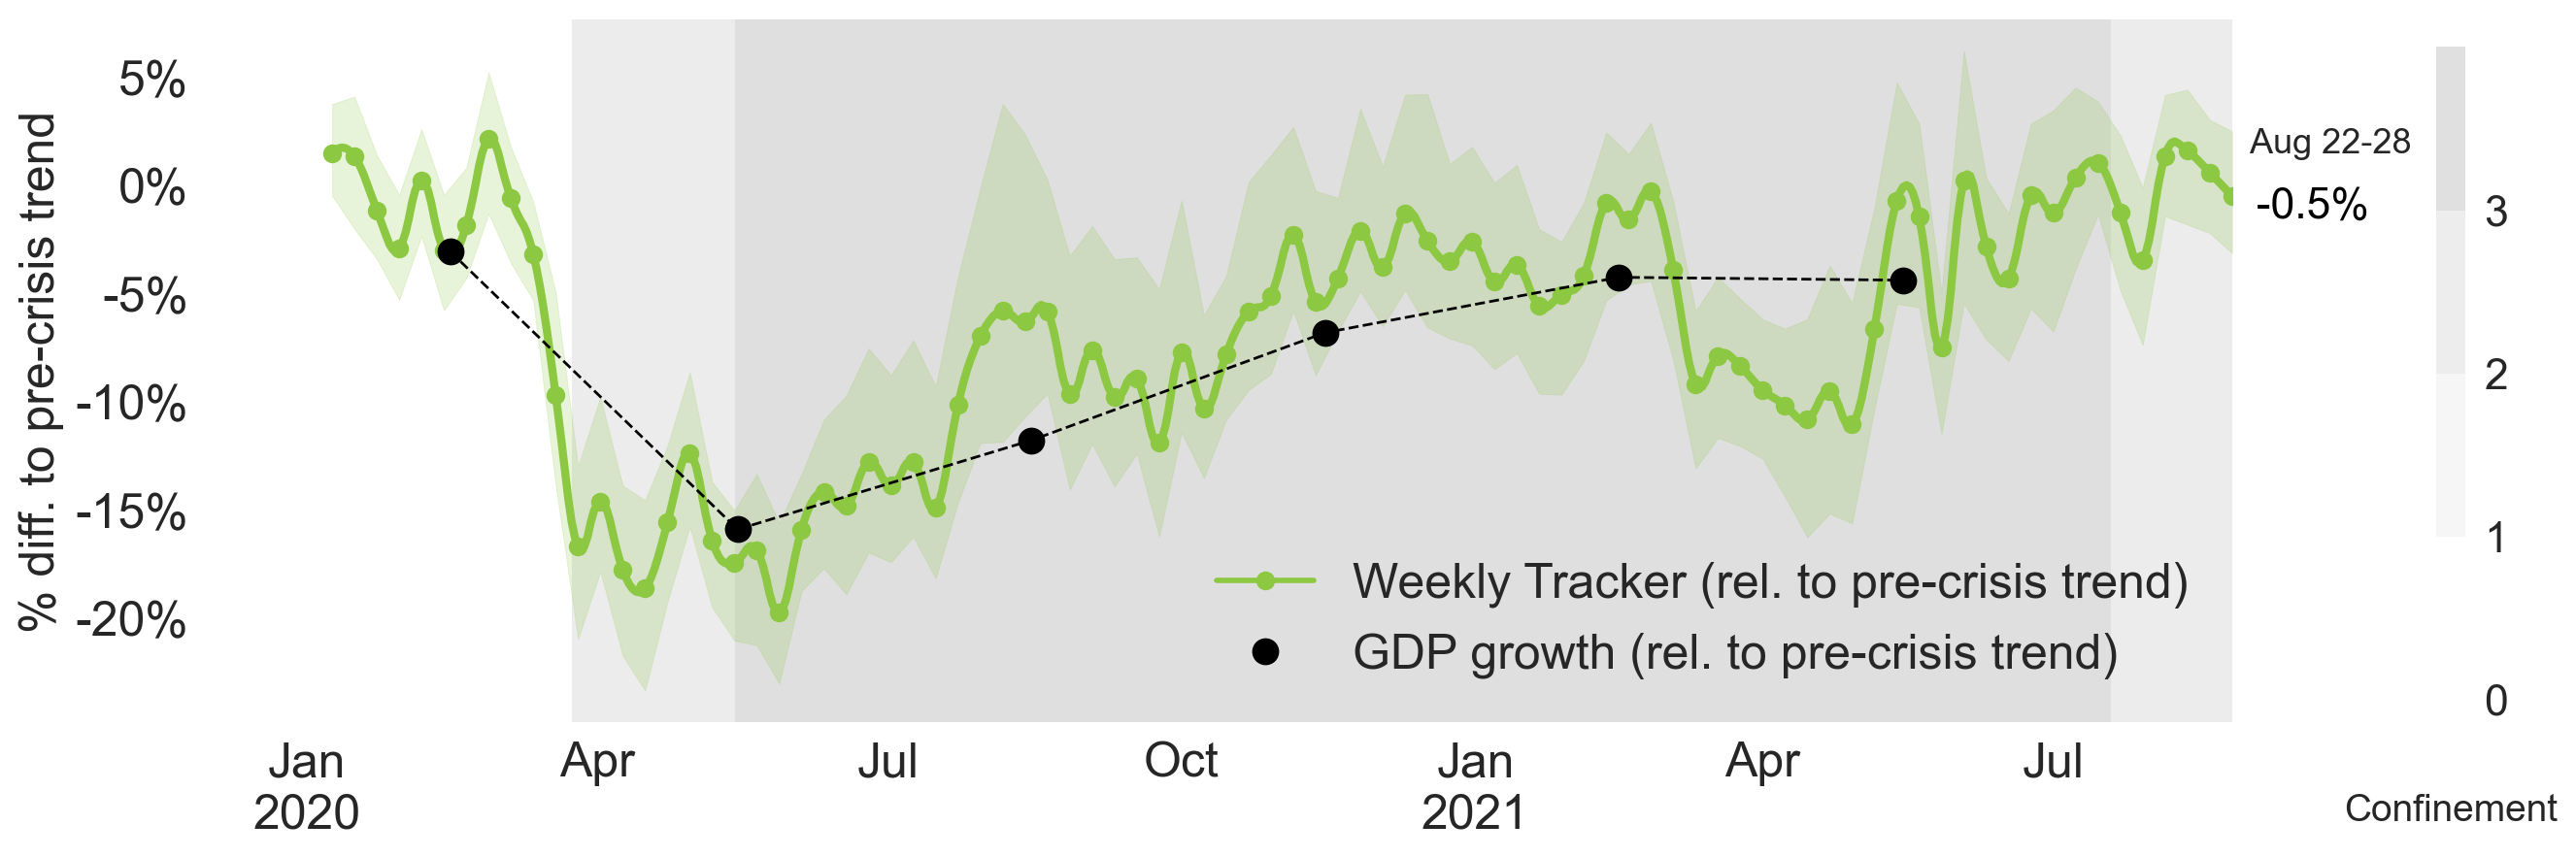 % diff. to pre-crisis trend
5%
0%
-5%
-10%
-15%
-20%
Aug 22-28
-0.5%
3
2
1
0
Weekly Tracker (rel. to pre-crisis trend)
GDP growth (rel. to pre-crisis trend)
Jan Apr Jul Oct Jan Apr Jul
2020 2021
Confinement